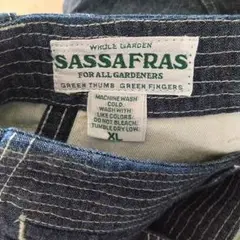 WHOLE GARDEN
SASSAFRAS
FOR ALL GARDENERS
GREEN THUMB GREEN FINGERS
MACHINE WASH
COLD.
WASH WITH
LIKE COLORS.
DO NOT BLEACH.
TUMBLE DRY LOW.
XL